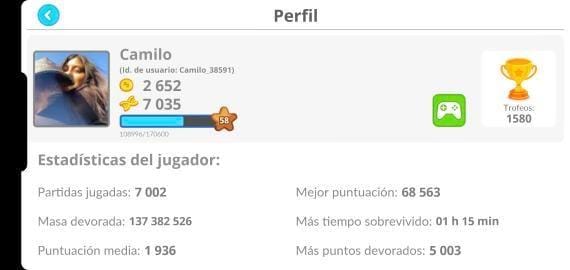 Perfil
Camilo
(Id. de usuario: Camilo_38591)
2 652
7 035
58
108996/170600
Trofeos:
1580
Estadísticas del jugador:
Partidas jugadas: 7 002
Mejor puntuación: 68 563
Masa devorada: 137 382 526
Más tiempo sobrevivido: 01 h 15 min
Puntuación media: 1 936
Más puntos devorados: 5 003